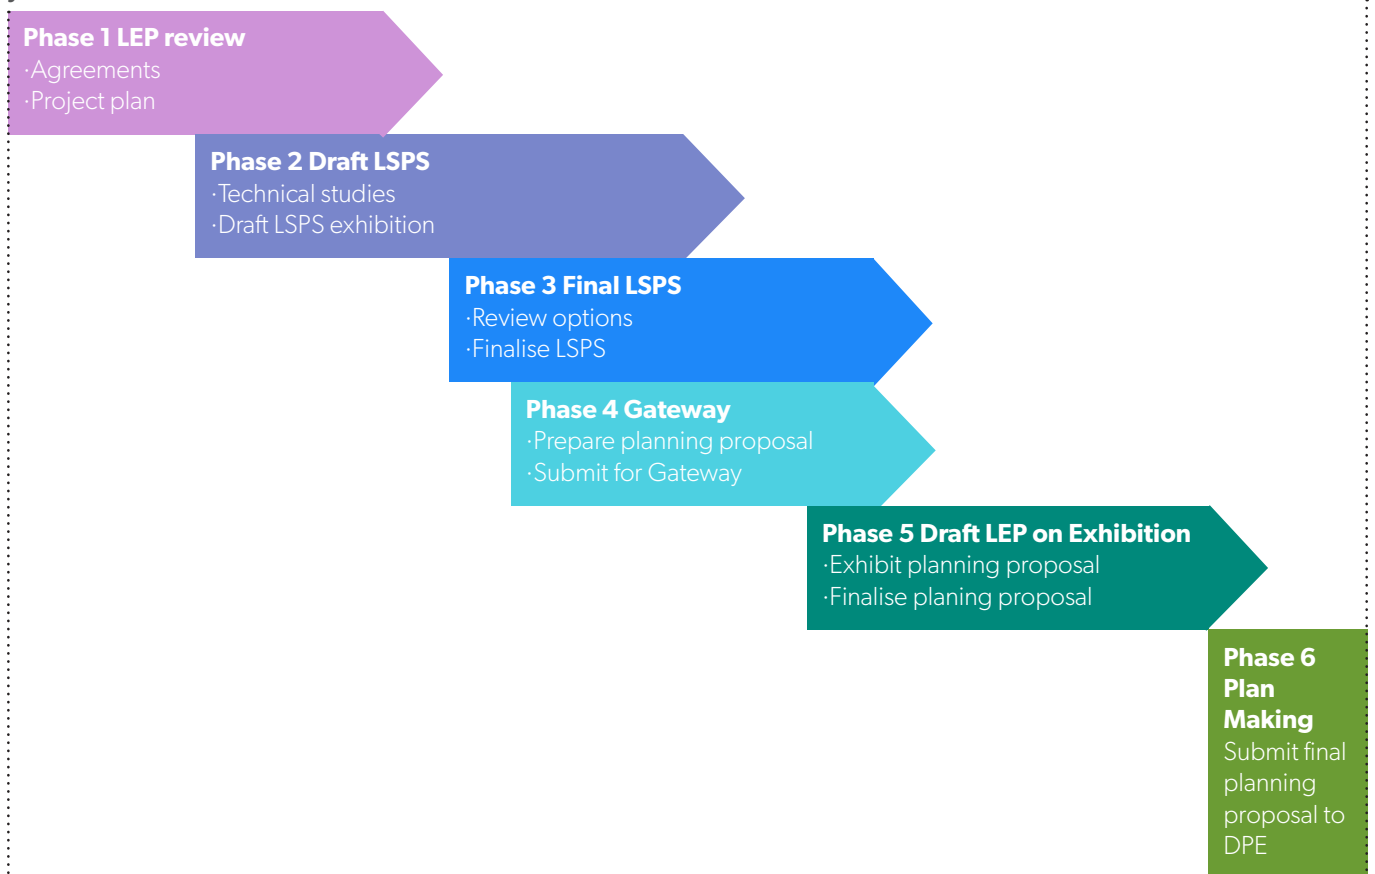 Phase 1 LEP review
·Agreements
·Project plan
Phase 2 Draft LSPS
·Technical studies
·Draft LSPS exhibition
Phase 3 Final LSPS
·Review options
·Finalise LSPS
Phase 4 Gateway
·Prepare planning proposal
·Submit for Gateway
Phase 5 Draft LEP on Exhibition
·Exhibit planning proposal
·Finalise planing proposal
Phase 6
Plan
Making
Submit final
planning
proposal to
DPE